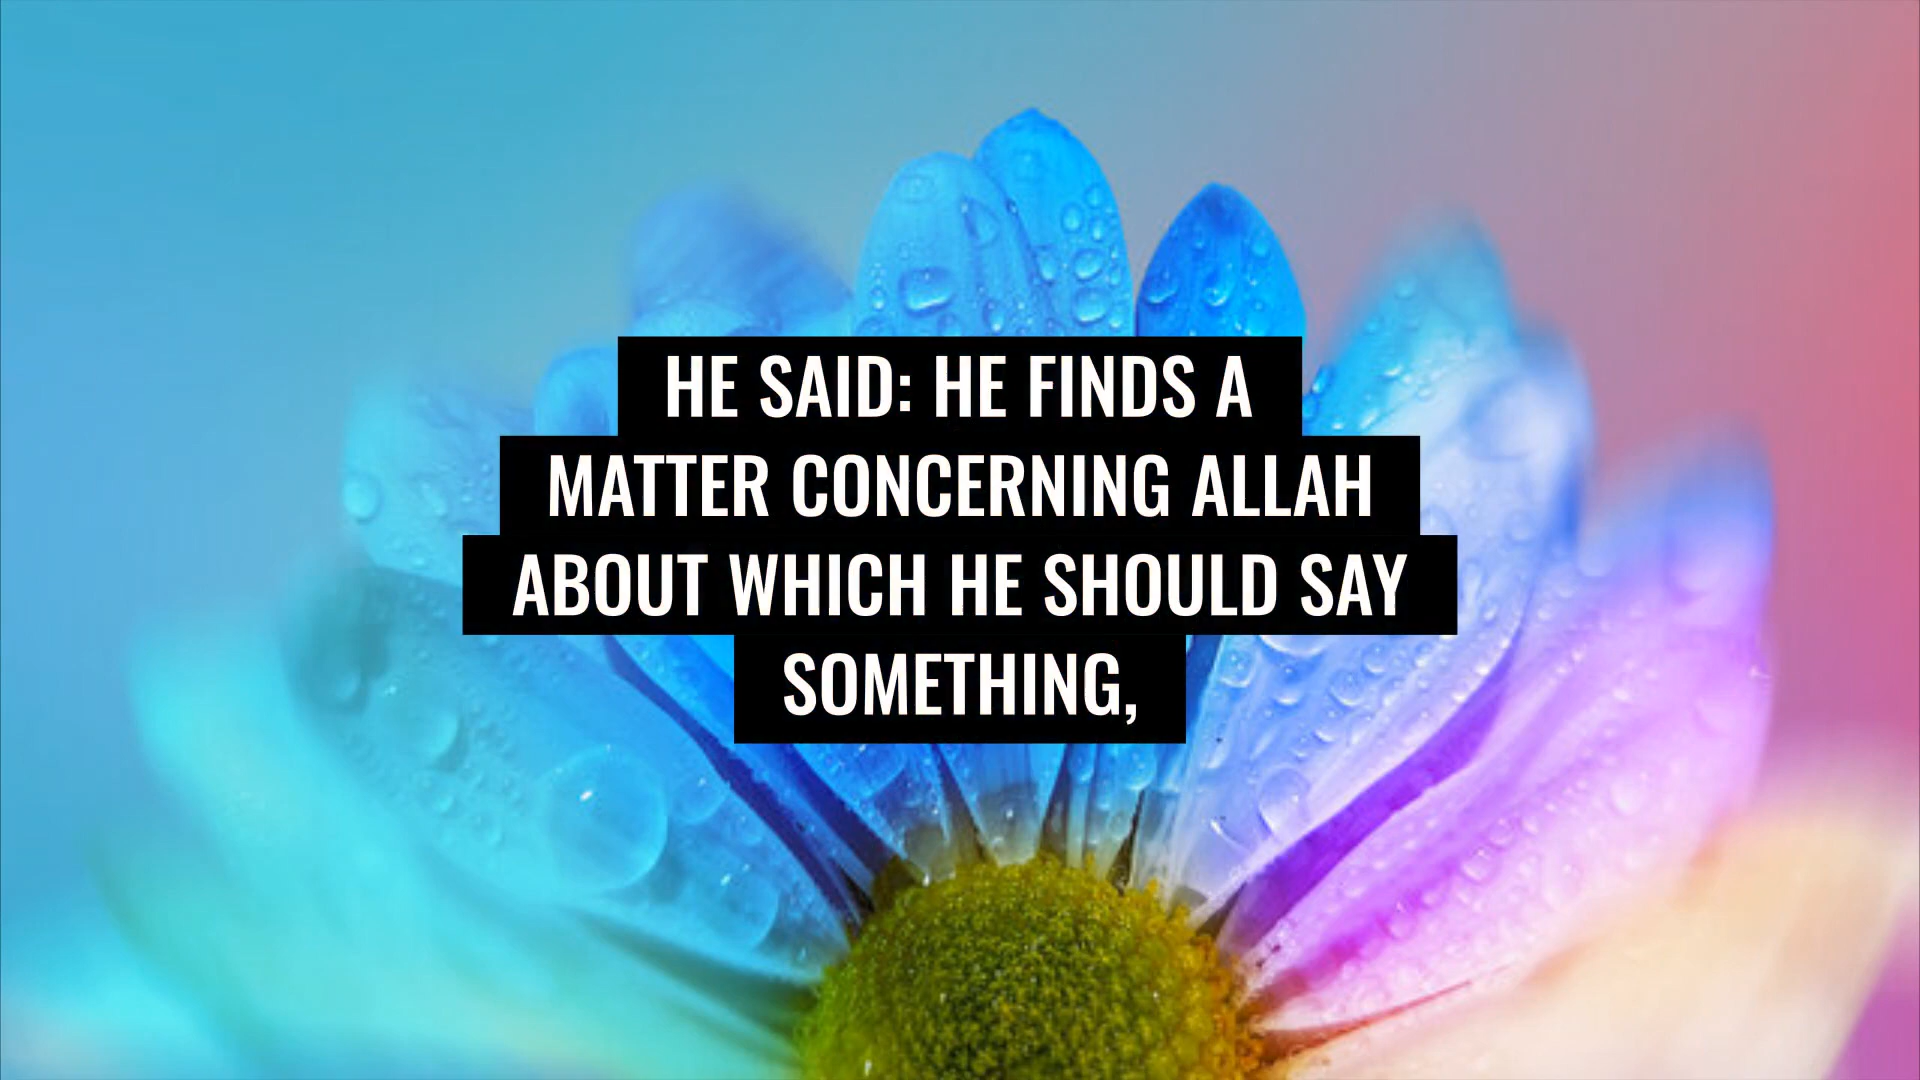 HE SAID: HE FINDS A
MATTER CONCERNING ALLAH
ABOUT WHICH HE SHOULD SAY
SOMETHING,